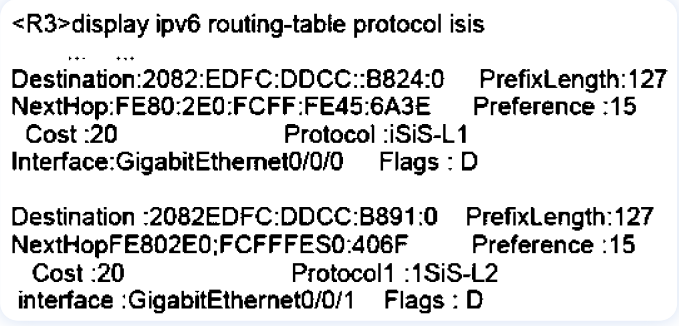 <R3>display ipv6 routing-table protocol isis
... ...
Destination:2082:EDFC:DDCC::B824:0 PrefixLength:127
NextHop:FE80:2E0:FCFF:FE45:6A3E Preference :15
Cost :20 Protocol :iSiS-L1
Interface:GigabitEthernet0/0/0 Flags : D
Destination :2082EDFC:DDCC:B891:0 PrefixLength:127
NextHopFE802E0;FCFFFES0:406F Preference :15
Cost :20 Protocol1 :1SiS-L2
interface :GigabitEthernet0/0/1 Flags : D